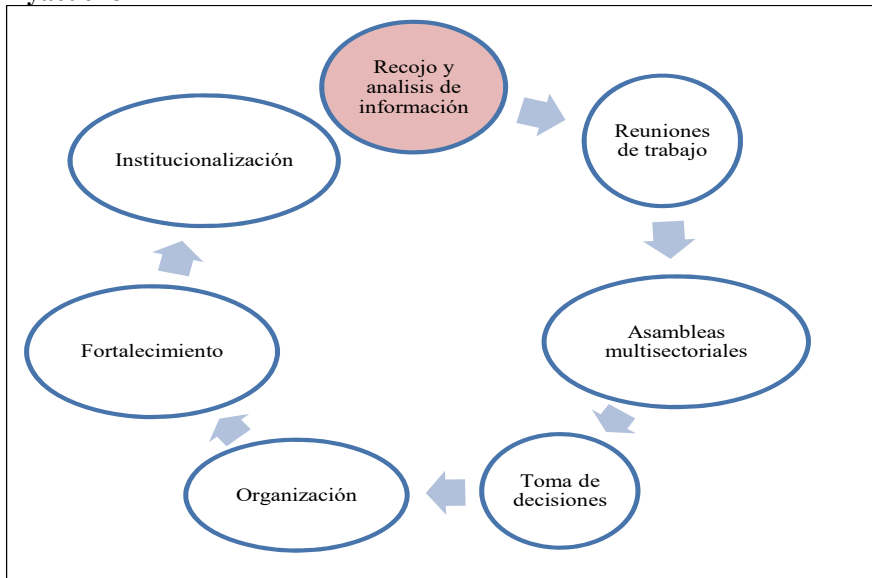 Recojo y
analisis de
información
Reuniones
de trabajo
Asambleas
multisectoriales
Toma de
decisiones
Organización
Fortalecimiento
Institucionalización